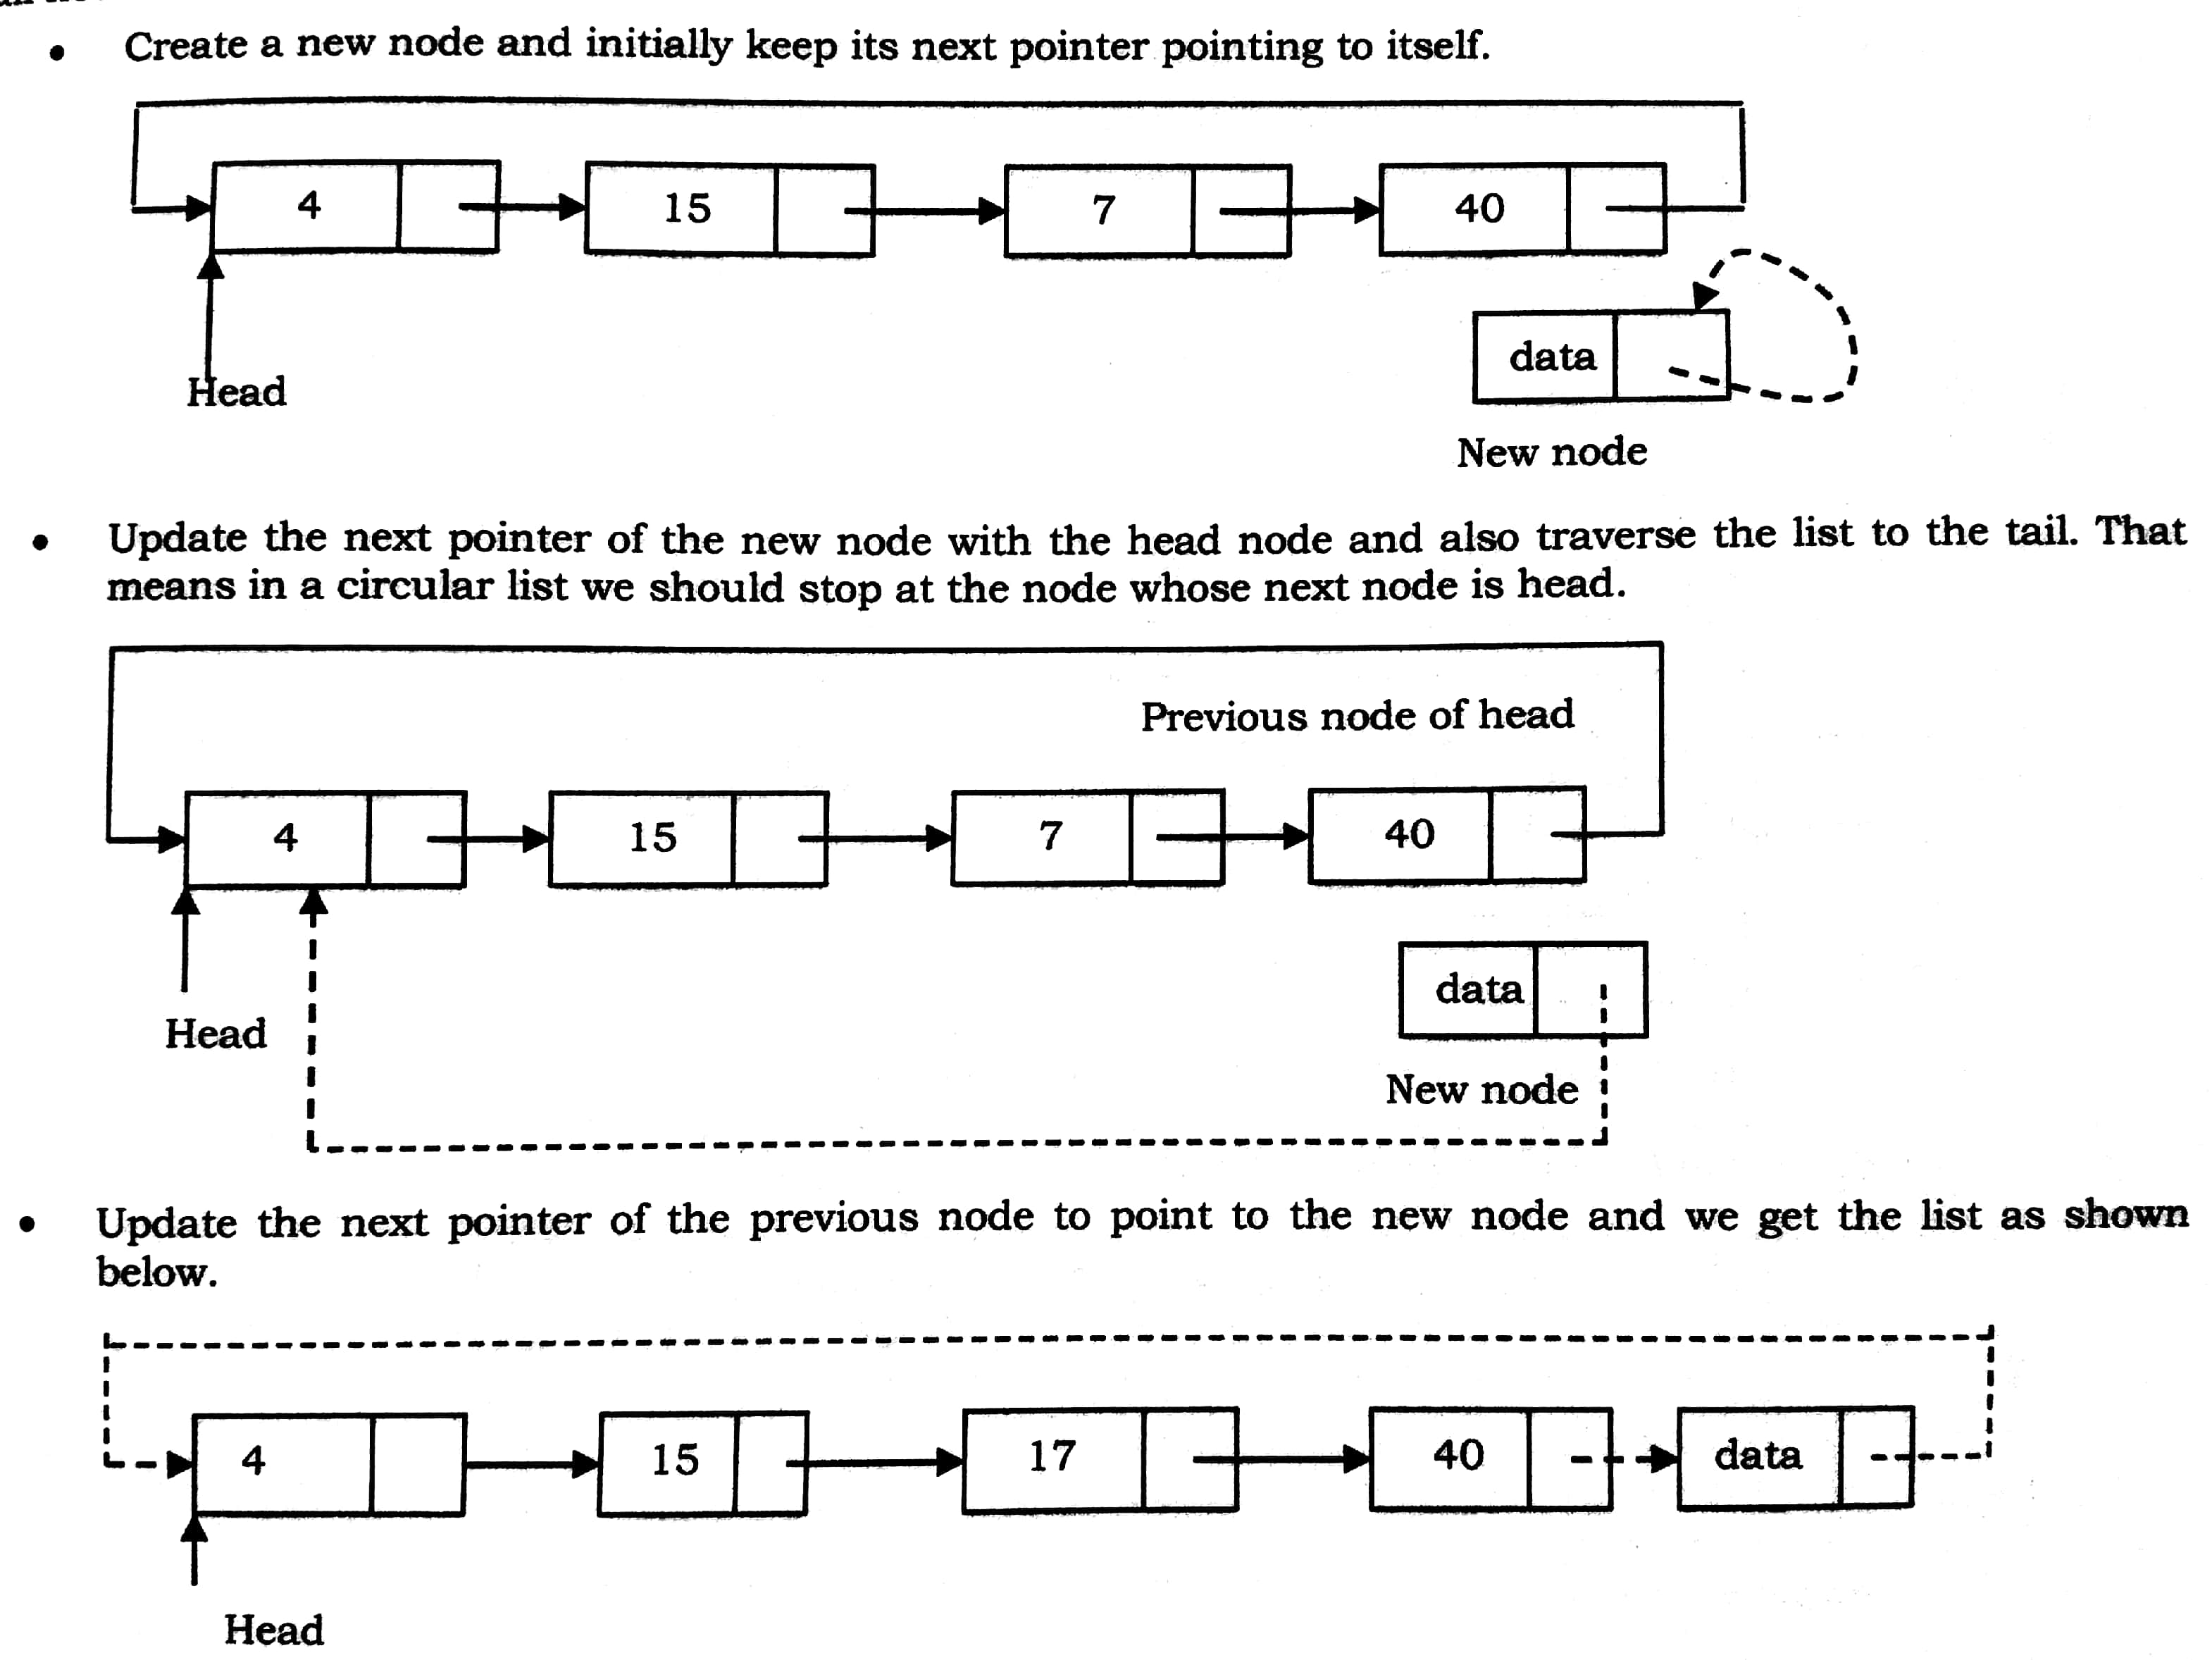 • Create a new node and initially keep its next pointer pointing to itself.
4 15 7 40
data
Head
New node
• Update the next pointer of the new node with the head node and also traverse the list to the tail. That
means in a circular list we should stop at the node whose next node is head.
Previous node of head
4 15 7 40
data
Head
New node
• Update the next pointer of the previous node to point to the new node and we get the list as shown
below.
4 15 17 40 data
Head